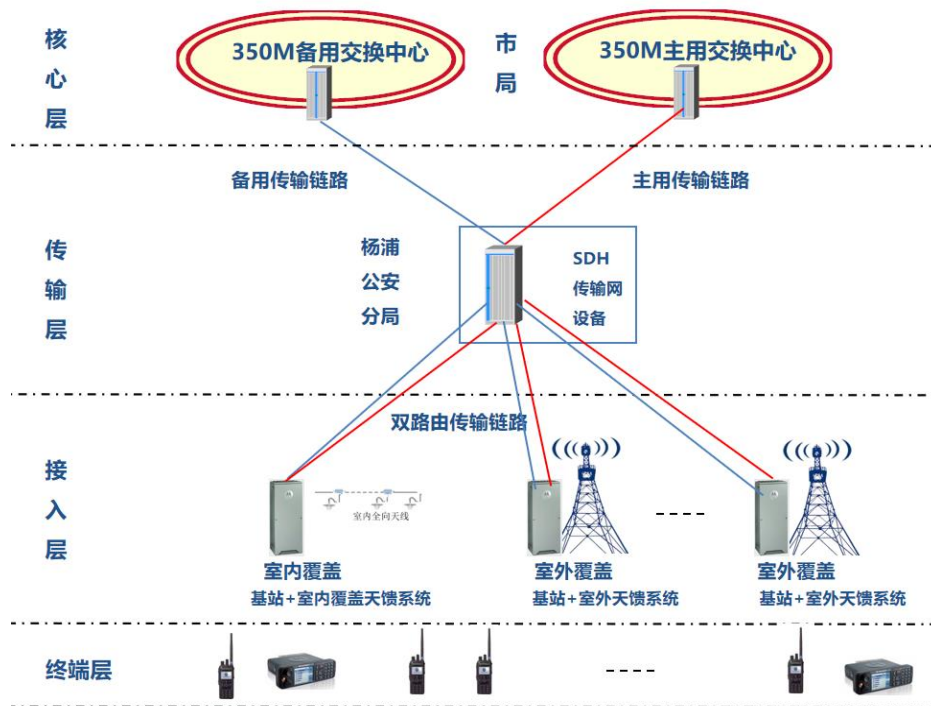 核心层
350M备用交换中心
市局
350M主用交换中心
备用传输链路
主用传输链路
传输层
杨浦
公安
分局
SDH
传输网
设备
双路由传输链路
接入层
室内全向天线
室内覆盖
基站+室内覆盖天馈系统
室外覆盖
基站+室外天馈系统
室外覆盖
基站+室外天馈系统
终端层